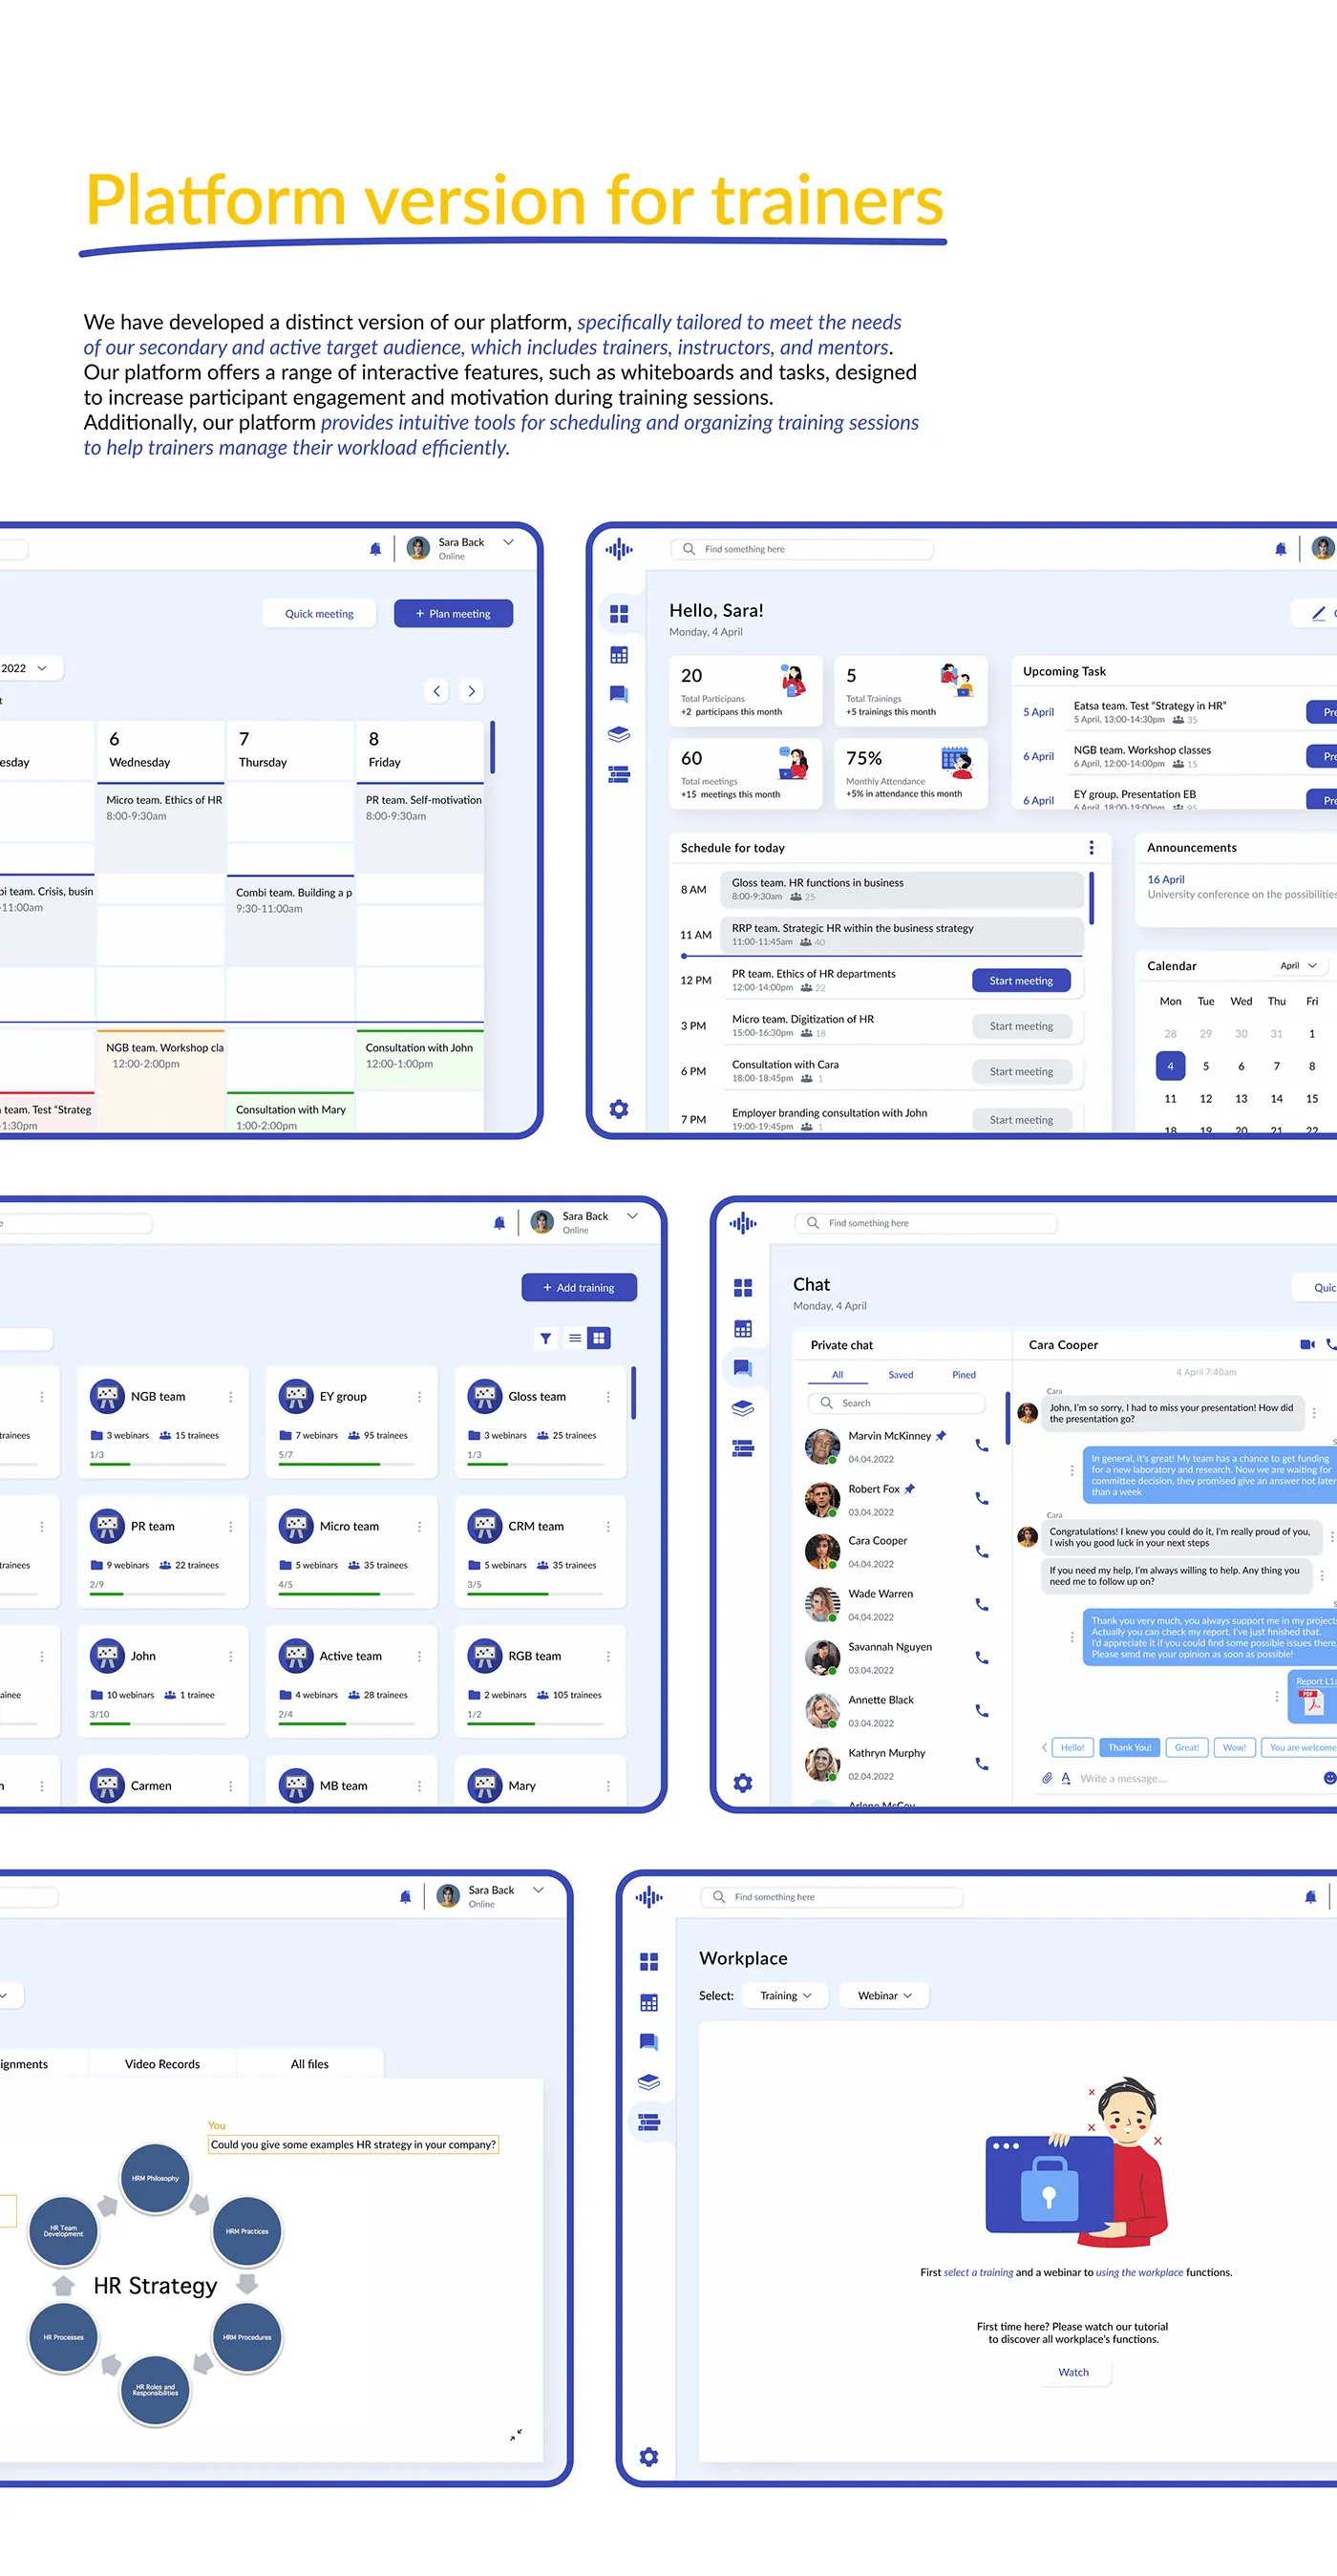 Platform version for trainers
We have developed a distinct version of our platform, specifically tailored to meet the needs
of our secondary and active target audience, which includes trainers, instructors, and mentors.
Our platform offers a range of interactive features, such as whiteboards and tasks, designed
to increase participant engagement and motivation during training sessions.
Additionally, our platform provides intuitive tools for scheduling and organizing training sessions
to help trainers manage their workload efficiently.
Sara Back
Online
Quick meeting
+ Plan meeting
2022
6
Wednesday
7
Thursday
8
Friday
esday
Micro team. Ethics of HR
8:00-9:30am
PR team. Self-motivation
8:00-9:30am
bi team. Crisis, busin
-11:00am
Combi team. Building a p
9:30-11:00am
NGB team. Workshop cla
12:00-2:00pm
Consultation with John
12:00-1:00pm
team. Test “Strateg
-1:30pm
Consultation with Mary
1:00-2:00pm
Find something here
Hello, Sara!
Monday, 4 April
20
Total Participans
+2 participans this month
5
Total Trainings
+5 trainings this month
60
Total meetings
+15 meetings this month
75%
Monthly Attendance
+5% in attendance this month
Upcoming Task
5 April
Eatsa team. Test “Strategy in HR”
5 April, 13:00-14:30pm 35
Pre
6 April
NGB team. Workshop classes
6 April, 12:00-14:00pm 15
Pre
6 April
EY group. Presentation EB
6 April, 18:00-19:00pm 95
Pre
Schedule for today
8 AM
Gloss team. HR functions in business
8:00-9:30am 25
11 AM
RRP team. Strategic HR within the business strategy
11:00-11:45am 40
12 PM
PR team. Ethics of HR departments
12:00-14:00pm 22
Start meeting
3 PM
Micro team. Digitization of HR
15:00-16:30pm 18
Start meeting
6 PM
Consultation with Cara
18:00-18:45pm 1
Start meeting
7 PM
Employer branding consultation with John
19:00-19:45pm 1
Start meeting
Announcements
16 April
University conference on the possibilities
Calendar
April
Mon Tue Wed Thu Fri
28 29 30 31 1
4 5 6 7 8
11 12 13 14 15
18 19 20 21 22
Sara Back
Online
+ Add training
NGB team
3 webinars 15 trainees
1/3
EY group
7 webinars 95 trainees
5/7
Gloss team
3 webinars 25 trainees
1/3
trainees
PR team
9 webinars 22 trainees
2/9
Micro team
5 webinars 35 trainees
4/5
CRM team
5 webinars 35 trainees
3/5
trainees
John
10 webinars 1 trainee
3/10
Active team
4 webinars 28 trainees
2/4
RGB team
2 webinars 105 trainees
1/2
ainee
Carmen
MB team
Mary
Find something here
Chat
Monday, 4 April
Quic
Private chat
All Saved Pined
Search
Marvin McKinney
04.04.2022
Robert Fox
03.04.2022
Cara Cooper
04.04.2022
Wade Warren
04.04.2022
Savannah Nguyen
03.04.2022
Annette Black
03.04.2022
Kathryn Murphy
02.04.2022
Arlene McCoy
Cara Cooper
4 April 7:40am
Cara
John, I’m so sorry, I had to miss your presentation! How did
the presentation go?
In general, it’s great! My team has a chance to get funding
for a new laboratory and research. Now we are waiting for
committee decision, they promised give an answer not later
than a week
Cara
Congratulations! I knew you could do it, I’m really proud of you,
I wish you good luck in your next steps
If you need my help, I’m always willing to help. Any thing you
need me to follow up on?
Thank you very much, you always support me in my projects
Actually you can check my report, I’ve just finished that.
I’d appreciate it if you could find some possible issues there.
Please send me your opinion as soon as possible!
Report L1
PDF
Hello! Thank You! Great! Wow! You are welcome
Write a message....
Sara Back
Online
ignments
Video Records
All files
You
Could you give some examples HR strategy in your company?
HRM Philosophy
HR Team
Development
HRM Practices
HR Strategy
HR Processes
HRM Procedures
HR Roles and
Responsibilities
Find something here
Workplace
Select: Training Webinar
First select a training and a webinar to using the workplace functions.
First time here? Please watch our tutorial
to discover all workplace’s functions.
Watch